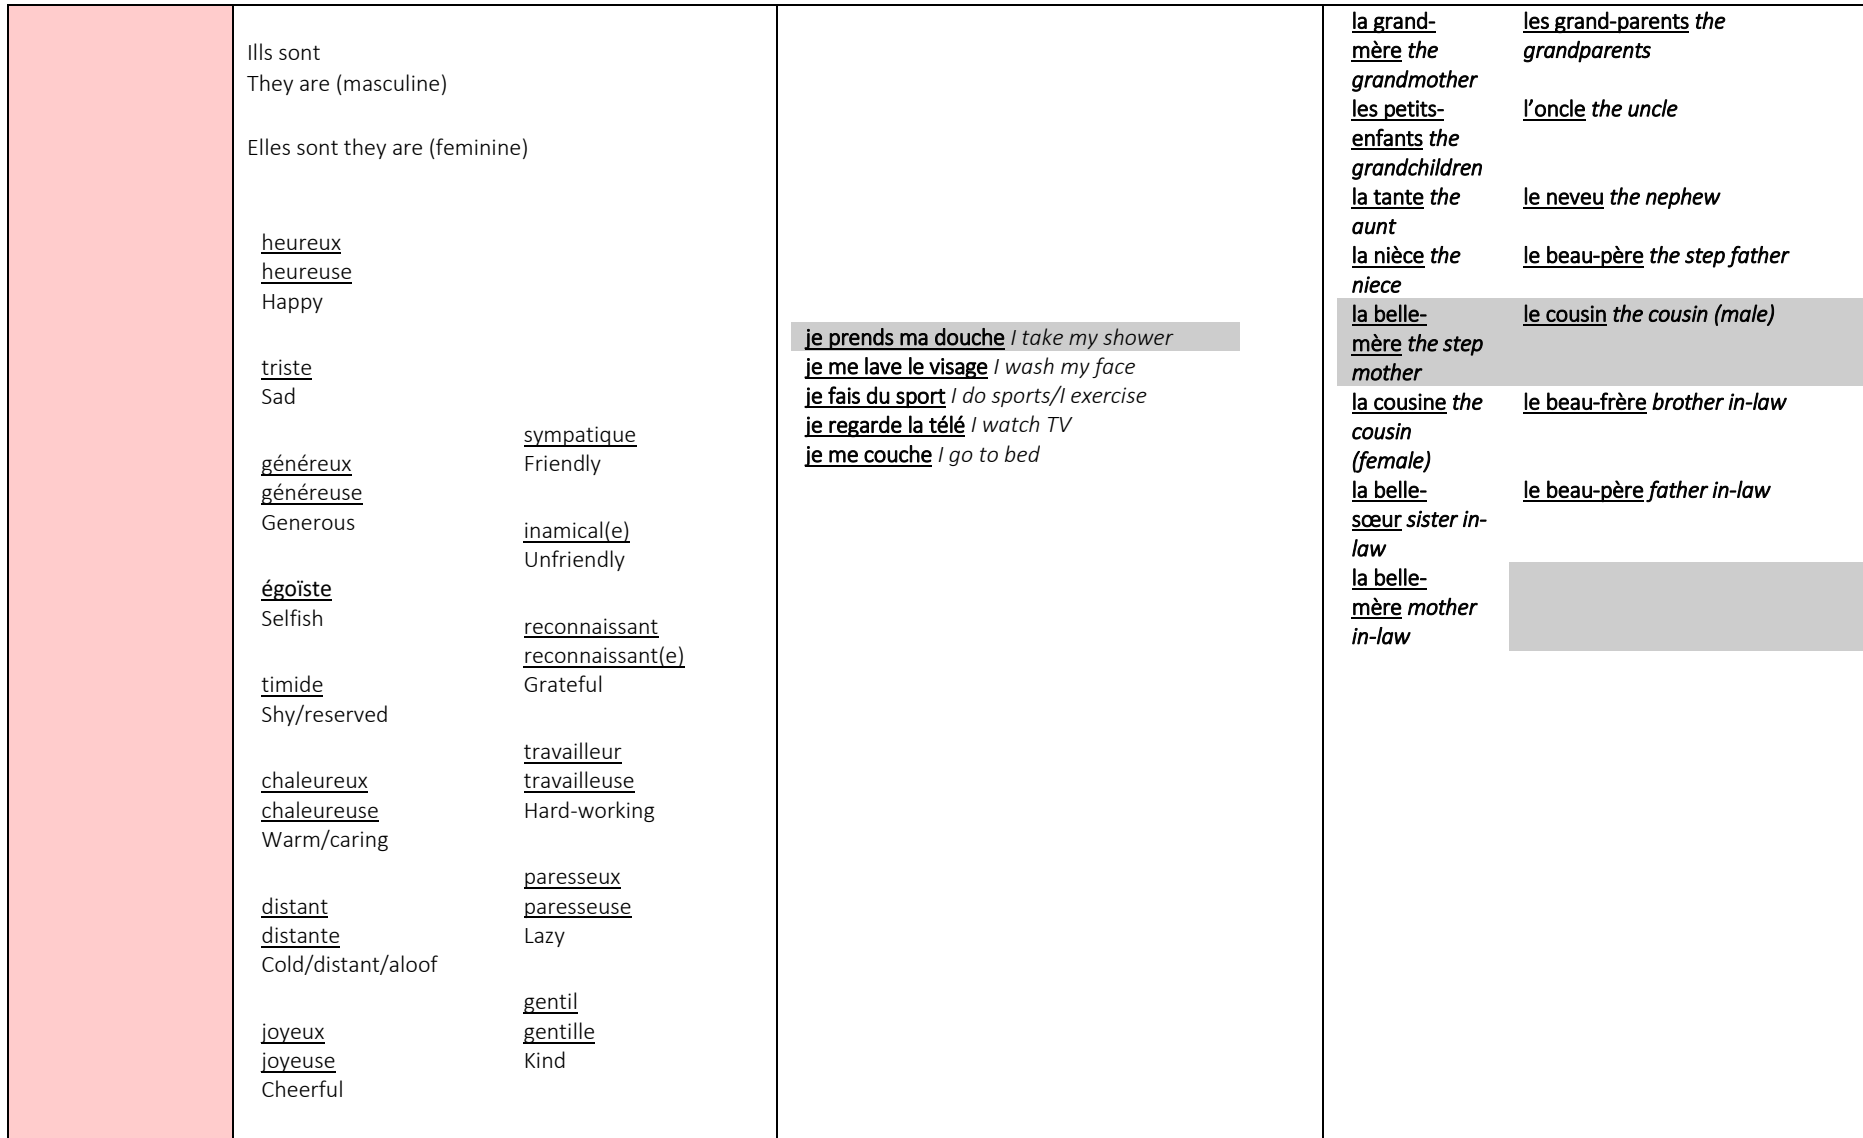 Ills sont
They are (masculine)
Elles sont they are (feminine)
heureux
heureuse
Happy
triste
Sad
généreux
généreuse
Generous
égoïste
Selfish
timide
Shy/reserved
chaleureux
chaleureuse
Warm/caring
distant
distante
Cold/distant/aloof
joyeux
joyeuse
Cheerful
sympatique
Friendly
inamical(e)
Unfriendly
reconnaissant
reconnaissant(e)
Grateful
travailleur
travailleuse
Hard-working
paresseux
paresseuse
Lazy
gentil
gentille
Kind
je prends ma douche I take my shower
je me lave le visage I wash my face
je fais du sport I do sports/I exercise
je regarde la télé I watch TV
je me couche I go to bed
la grand-
mère the
grandmother
les grand-parents the
grandparents
les petits-
enfants the
grandchildren
l’oncle the uncle
la tante the
aunt
le neveu the nephew
la nièce the
niece
le beau-père the step father
la belle-
mère the step
mother
le cousin the cousin (male)
la cousine the
cousin
(female)
le beau-frère brother in-law
la belle-
sœur sister in-
law
le beau-père father in-law
la belle-
mère mother
in-law